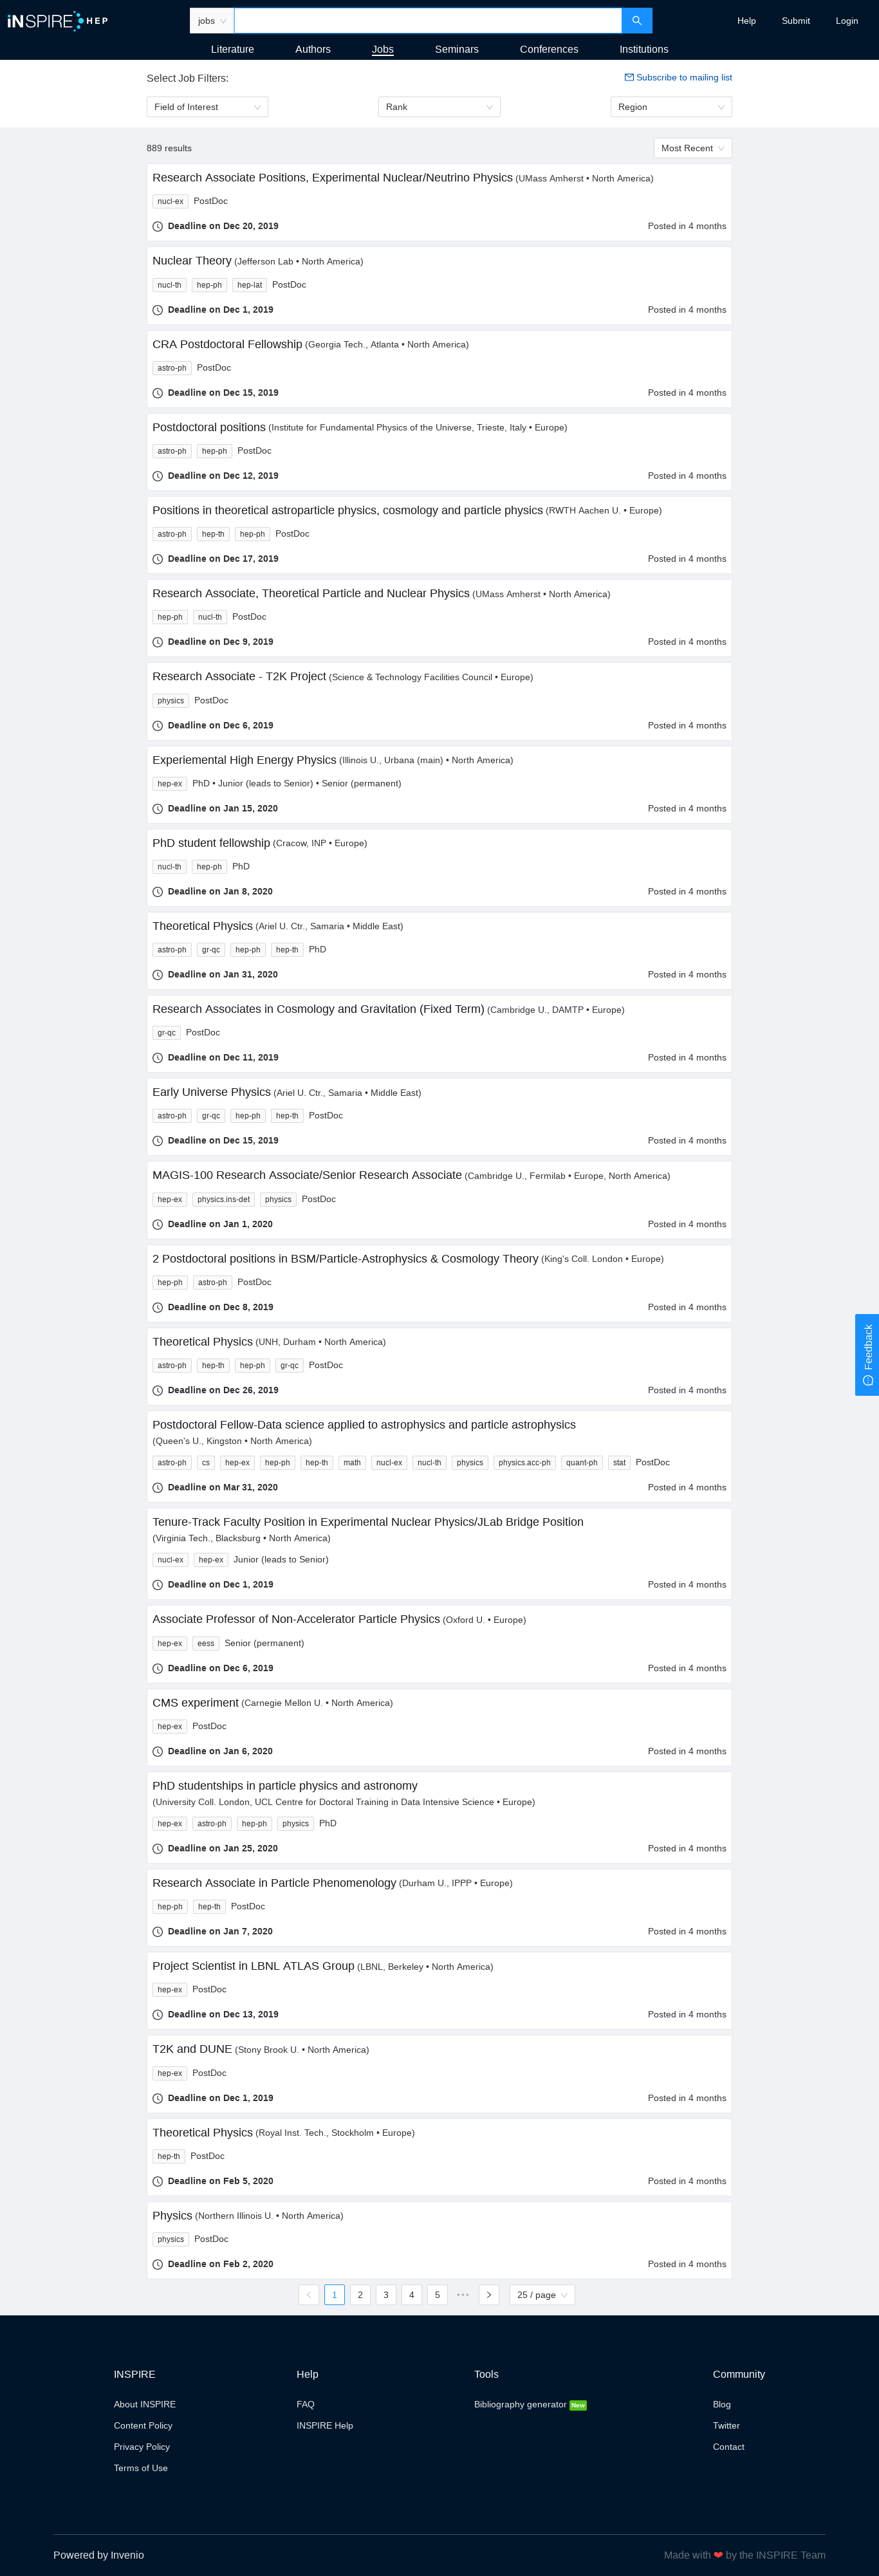 iNSPIRE HEP
jobs
Help Submit Login
Literature Authors Jobs Seminars Conferences Institutions
Select Job Filters:
Subscribe to mailing list
Field of Interest Rank Region
889 results
Most Recent
Research Associate Positions, Experimental Nuclear/Neutrino Physics (UMass Amherst • North America)
nucl-ex PostDoc
Deadline on Dec 20, 2019 Posted in 4 months
Nuclear Theory (Jefferson Lab • North America)
nucl-th hep-ph hep-lat PostDoc
Deadline on Dec 1, 2019 Posted in 4 months
CRA Postdoctoral Fellowship (Georgia Tech., Atlanta • North America)
astro-ph PostDoc
Deadline on Dec 15, 2019 Posted in 4 months
Postdoctoral positions (Institute for Fundamental Physics of the Universe, Trieste, Italy • Europe)
astro-ph hep-ph PostDoc
Deadline on Dec 12, 2019 Posted in 4 months
Positions in theoretical astroparticle physics, cosmology and particle physics (RWTH Aachen U. • Europe)
astro-ph hep-th hep-ph PostDoc
Deadline on Dec 17, 2019 Posted in 4 months
Research Associate, Theoretical Particle and Nuclear Physics (UMass Amherst • North America)
hep-ph nucl-th PostDoc
Deadline on Dec 9, 2019 Posted in 4 months
Research Associate - T2K Project (Science & Technology Facilities Council • Europe)
physics PostDoc
Deadline on Dec 6, 2019 Posted in 4 months
Experiemental High Energy Physics (Illinois U., Urbana (main) • North America)
hep-ex PhD • Junior (leads to Senior) • Senior (permanent)
Deadline on Jan 15, 2020 Posted in 4 months
PhD student fellowship (Cracow, INP • Europe)
nucl-th hep-ph PhD
Deadline on Jan 8, 2020 Posted in 4 months
Theoretical Physics (Ariel U. Ctr., Samaria • Middle East)
astro-ph gr-qc hep-ph hep-th PhD
Deadline on Jan 31, 2020 Posted in 4 months
Research Associates in Cosmology and Gravitation (Fixed Term) (Cambridge U., DAMTP • Europe)
gr-qc PostDoc
Deadline on Dec 11, 2019 Posted in 4 months
Early Universe Physics (Ariel U. Ctr., Samaria • Middle East)
astro-ph gr-qc hep-ph hep-th PostDoc
Deadline on Dec 15, 2019 Posted in 4 months
MAGIS-100 Research Associate/Senior Research Associate (Cambridge U., Fermilab • Europe, North America)
hep-ex physics.ins-det physics PostDoc
Deadline on Jan 1, 2020 Posted in 4 months
2 Postdoctoral positions in BSM/Particle-Astrophysics & Cosmology Theory (King's Coll. London • Europe)
hep-ph astro-ph PostDoc
Deadline on Dec 8, 2019 Posted in 4 months
Feedback
Theoretical Physics (UNH, Durham • North America)
astro-ph hep-th hep-ph gr-qc PostDoc
Deadline on Dec 26, 2019 Posted in 4 months
Postdoctoral Fellow-Data science applied to astrophysics and particle astrophysics
(Queen's U., Kingston • North America)
astro-ph cs hep-ex hep-ph hep-th math nucl-ex nucl-th physics physics.acc-ph quant-ph stat PostDoc
Deadline on Mar 31, 2020 Posted in 4 months
Tenure-Track Faculty Position in Experimental Nuclear Physics/JLab Bridge Position
(Virginia Tech., Blacksburg • North America)
nucl-ex hep-ex Junior (leads to Senior)
Deadline on Dec 1, 2019 Posted in 4 months
Associate Professor of Non-Accelerator Particle Physics (Oxford U. • Europe)
hep-ex eess Senior (permanent)
Deadline on Dec 6, 2019 Posted in 4 months
CMS experiment (Carnegie Mellon U. • North America)
hep-ex PostDoc
Deadline on Jan 6, 2020 Posted in 4 months
PhD studentships in particle physics and astronomy
(University Coll. London, UCL Centre for Doctoral Training in Data Intensive Science • Europe)
hep-ex astro-ph hep-ph physics PhD
Deadline on Jan 25, 2020 Posted in 4 months
Research Associate in Particle Phenomenology (Durham U., IPPP • Europe)
hep-ph hep-th PostDoc
Deadline on Jan 7, 2020 Posted in 4 months
Project Scientist in LBNL ATLAS Group (LBNL, Berkeley • North America)
hep-ex PostDoc
Deadline on Dec 13, 2019 Posted in 4 months
T2K and DUNE (Stony Brook U. • North America)
hep-ex PostDoc
Deadline on Dec 1, 2019 Posted in 4 months
Theoretical Physics (Royal Inst. Tech., Stockholm • Europe)
hep-th PostDoc
Deadline on Feb 5, 2020 Posted in 4 months
Physics (Northern Illinois U. • North America)
physics PostDoc
Deadline on Feb 2, 2020 Posted in 4 months
1 2 3 4 5 ••• 25 / page
INSPIRE Help Tools Community
About INSPIRE FAQ Bibliography generator New Blog
Content Policy INSPIRE Help Twitter
Privacy Policy Contact
Terms of Use
Powered by Invenio Made with ❤ by the INSPIRE Team